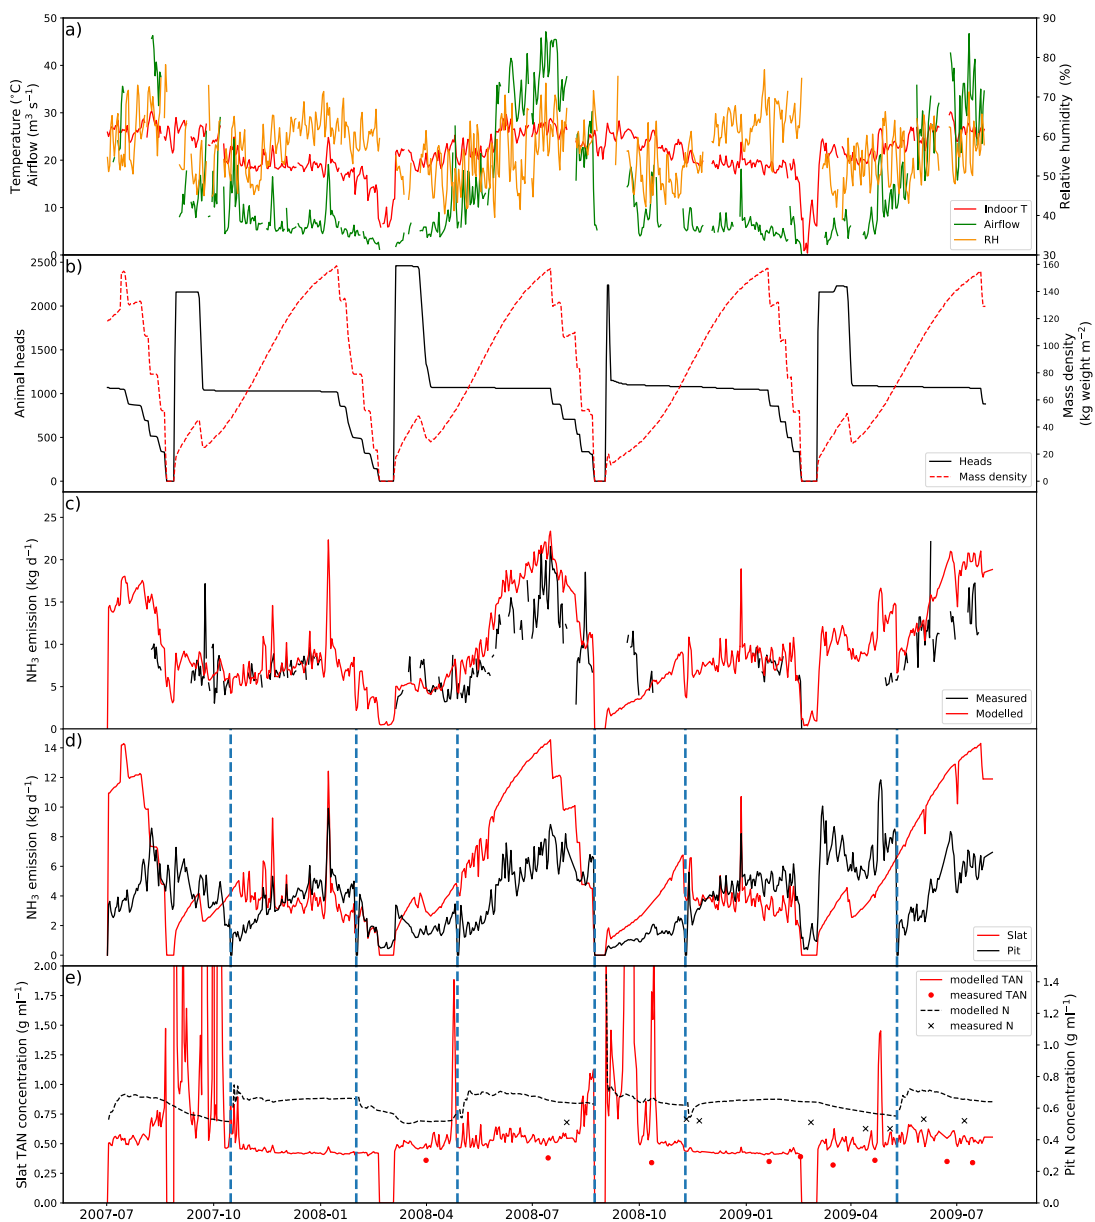 a)
50
40
30
20
10
0
Temperature (°C)
Airflow (m³ s⁻¹)
90
80
70
60
50
40
30
Relative humidity (%)
Indoor T
Airflow
RH
b)
2500
2000
1500
1000
500
0
Animal heads
160
140
120
100
80
60
40
20
0
Mass density
(kg weight m⁻²)
Heads
Mass density
c)
25
20
15
10
5
0
NH₃ emission (kg d⁻¹)
Measured
Modelled
d)
14
12
10
8
6
4
2
0
NH₃ emission (kg d⁻¹)
Slat
Pit
e)
2.00
1.75
1.50
1.25
1.00
0.75
0.50
0.25
0.00
Slat TAN concentration (g ml⁻¹)
1.4
1.2
1.0
0.8
0.6
0.4
0.2
0.0
Pit N concentration (g ml⁻¹)
modelled TAN
measured TAN
modelled N
measured N
2007-07 2007-10 2008-01 2008-04 2008-07 2008-10 2009-01 2009-04 2009-07